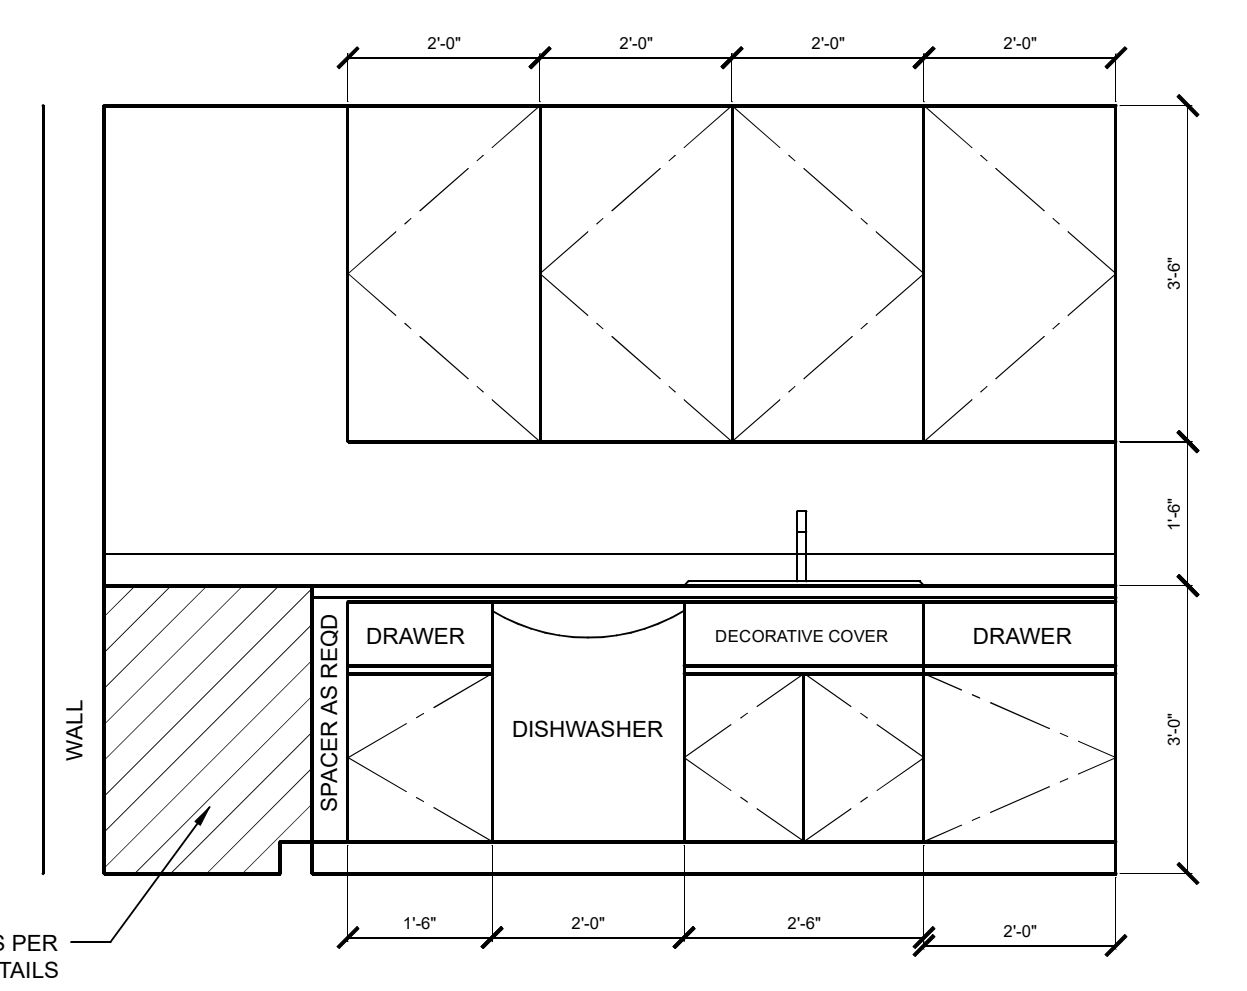 2'-0" 2'-0" 2'-0" 2'-0"
3'-6"
1'-6"
DRAWER
DECORATIVE COVER
DRAWER
SPACER AS REQD
DISHWASHER
WALL
3'-0"
1'-6" 2'-0" 2'-6" 2'-0"
S PER
TAILS